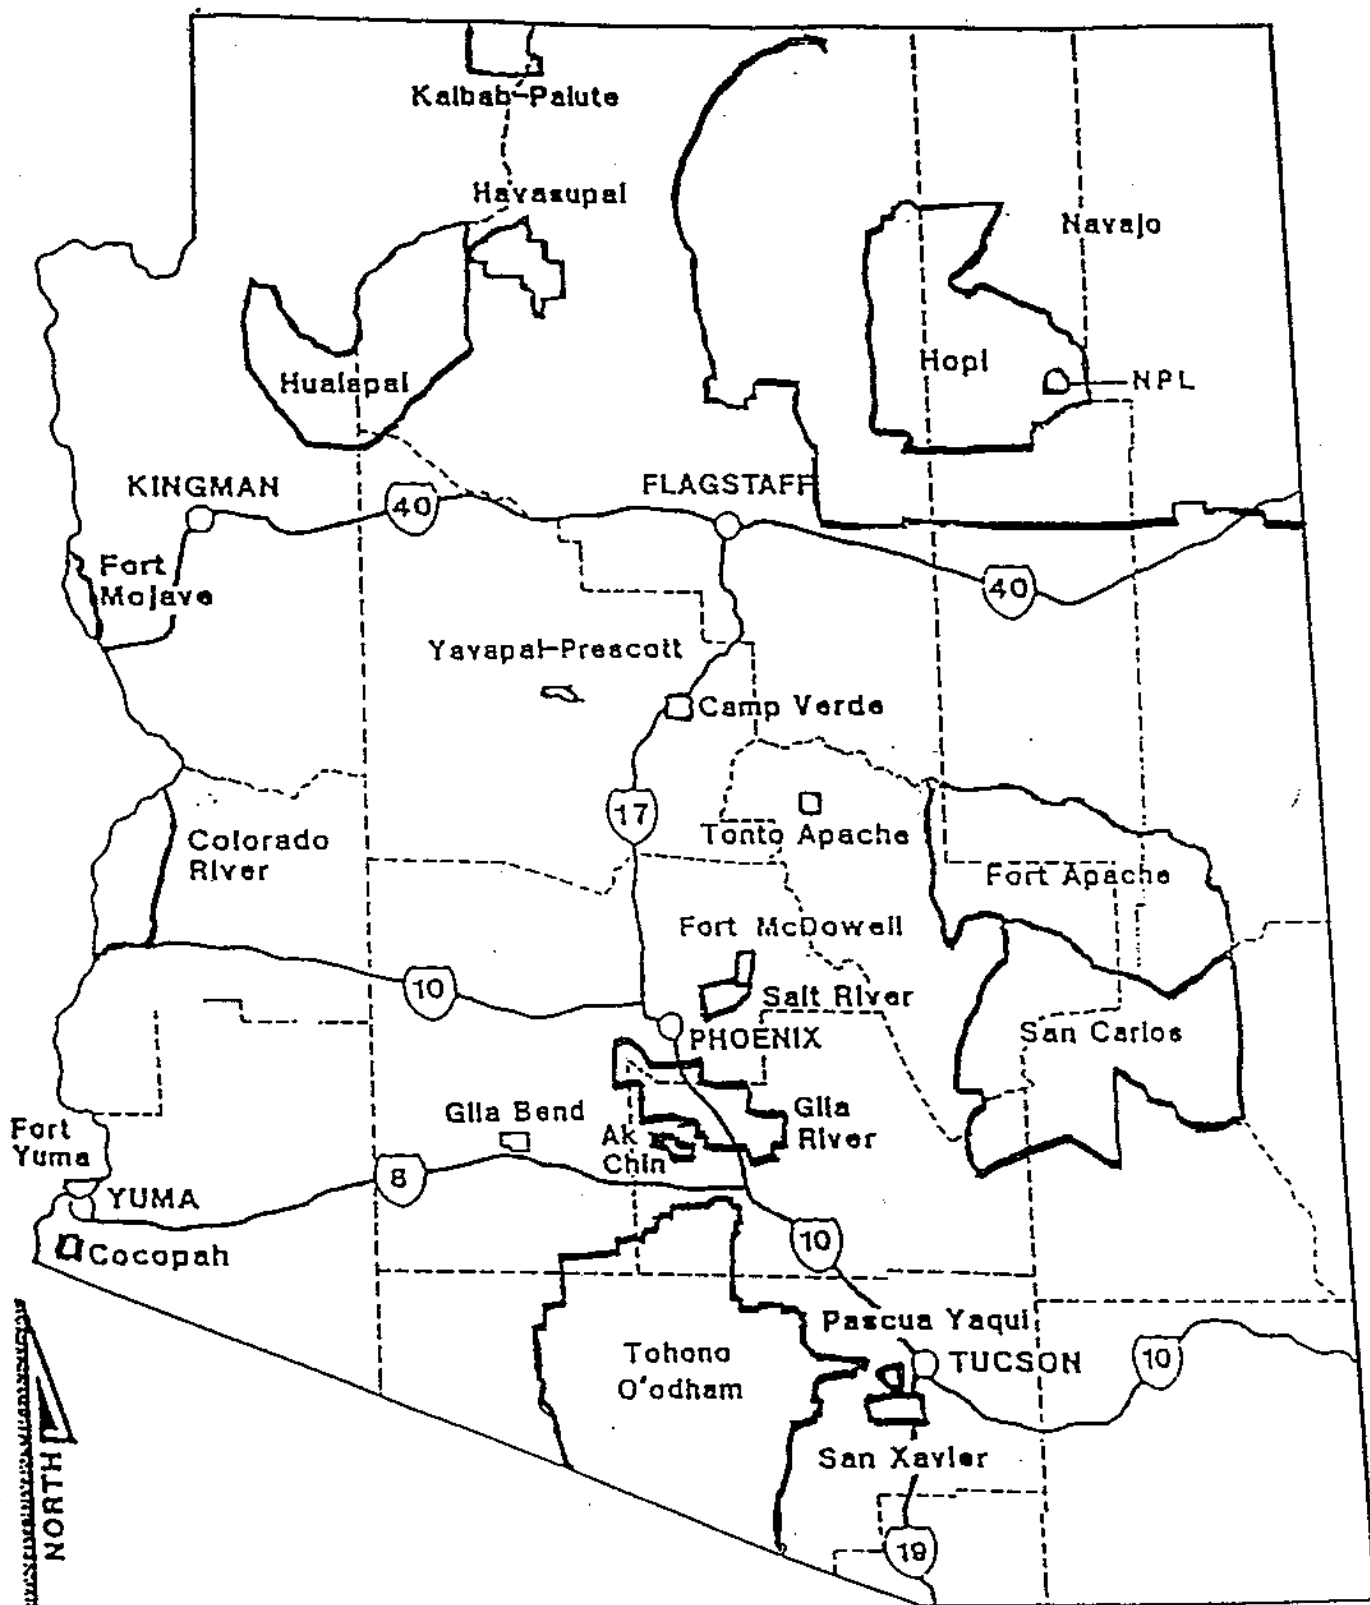 Kaibab-Paiute
Havasupai
Navajo
Hopi
Hualapai
NPL
KINGMAN
40
FLAGSTAFF
Fort
Mojave
40
Yavapai-Prescott
Camp Verde
17
Tonto Apache
Colorado
River
Fort Apache
Fort McDowell
10
Salt River
PHOENIX
San Carlos
Gila Bend
Gila
River
Ak
Chin
Fort
Yuma
8
YUMA
10
Cocopah
Pascua Yaqui
Tohono
O'odham
TUCSON
10
San Xavier
NORTH
19